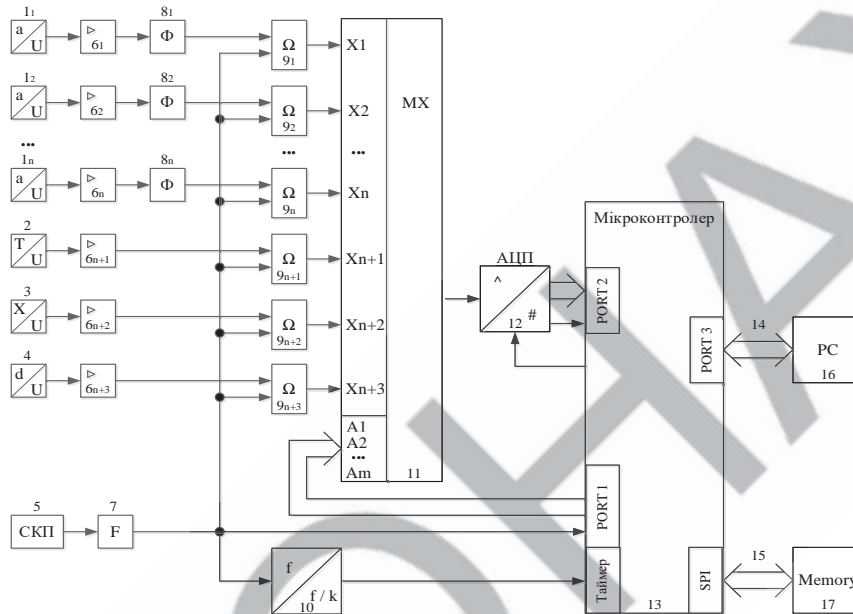 1₁
a
U
▷
6₁
8₁
Ф
Ω
9₁
X1
1₂
a
U
▷
6₂
8₂
Ф
Ω
9₂
X2
MX
...
...
...
1n
a
U
▷
6n
8n
Ф
Ω
9n
Xn
2
T
U
▷
6n+1
Ω
9n+1
Xn+1
3
X
U
▷
6n+2
Ω
9n+2
Xn+2
4
d
U
▷
6n+3
Ω
9n+3
Xn+3
A1
A2
...
Am
11
АЦП
^
#
12
Мікроконтролер
PORT 2
PORT 3
14
PC
16
5
СКП
7
F
PORT 1
f
f / k
10
Таймер
13
SPI
15
Memory
17